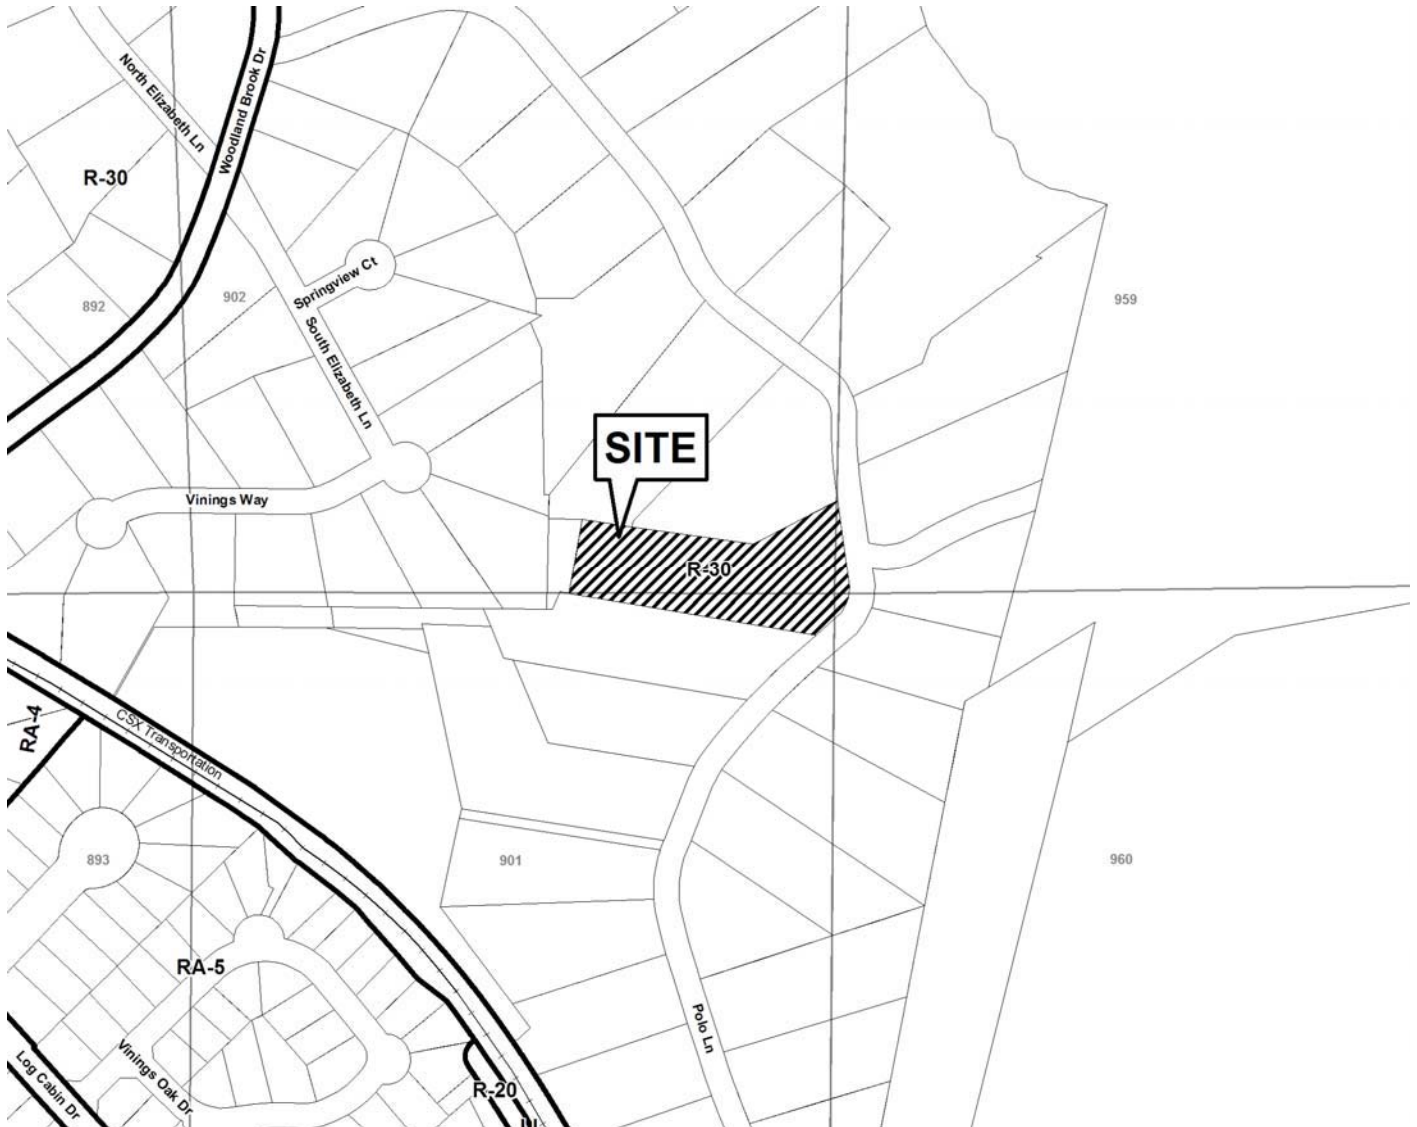 North Elizabeth Ln
Woodland Brook Dr
R-30
Springview Ct
892
902
959
South Elizabeth Ln
SITE
Vinings Way
R-30
RA-4
CSX Transportation
893
901
960
RA-5
Polo Ln
Log Cabin Dr
Vinings Oak Dr
R-20